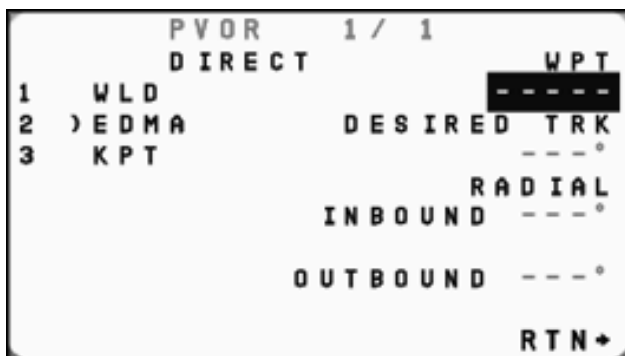 PVOR 1/ 1
DIRECT WPT
1 WLD -----
2 )EDMA DESIRED TRK
3 KPT ---°
RADIAL
INBOUND ---°
OUTBOUND ---°
RTN→